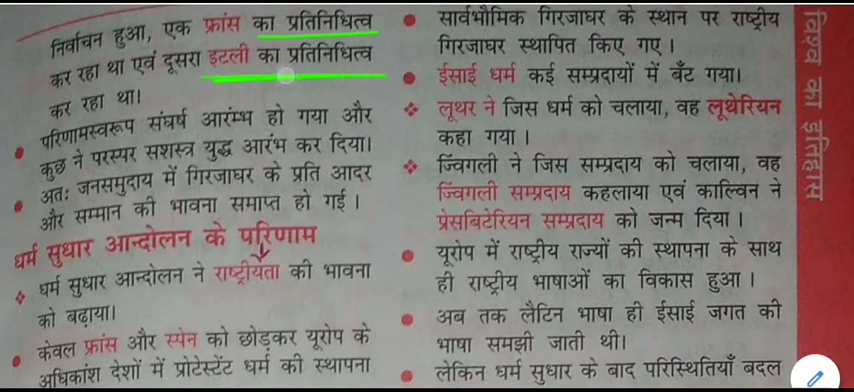 निर्वाचन हुआ, एक फ्रांस का प्रतिनिधित्व
कर रहा था एवं दूसरा इटली का प्रतिनिधित्व
कर रहा था।
परिणामस्वरूप संघर्ष आरम्भ हो गया और
कुछ ने परस्पर सशस्त्र युद्ध आरंभ कर दिया।
अतः जनसमुदाय में गिरजाघर के प्रति आदर
और सम्मान की भावना समाप्त हो गई।
धर्म सुधार आन्दोलन के परिणाम
धर्म सुधार आन्दोलन ने राष्ट्रीयता की भावना
को बढ़ाया।
केवल फ्रांस और स्पेन को छोड़कर यूरोप के
अधिकांश देशों में प्रोटेस्टेंट धर्म की स्थापना
सार्वभौमिक गिरजाघर के स्थान पर राष्ट्रीय
गिरजाघर स्थापित किए गए।
ईसाई धर्म कई सम्प्रदायों में बँट गया।
लूथर ने जिस धर्म को चलाया, वह लूथेरियन
कहा गया।
ज्विगली ने जिस सम्प्रदाय को चलाया, वह
ज्विगली सम्प्रदाय कहलाया एवं काल्विन ने
प्रेसबिटेरियन सम्प्रदाय को जन्म दिया।
यूरोप में राष्ट्रीय राज्यों की स्थापना के साथ
ही राष्ट्रीय भाषाओं का विकास हुआ।
अब तक लैटिन भाषा ही ईसाई जगत की
भाषा समझी जाती थी।
लेकिन धर्म सुधार के बाद परिस्थितियाँ बदल
विश्व का इतिहास